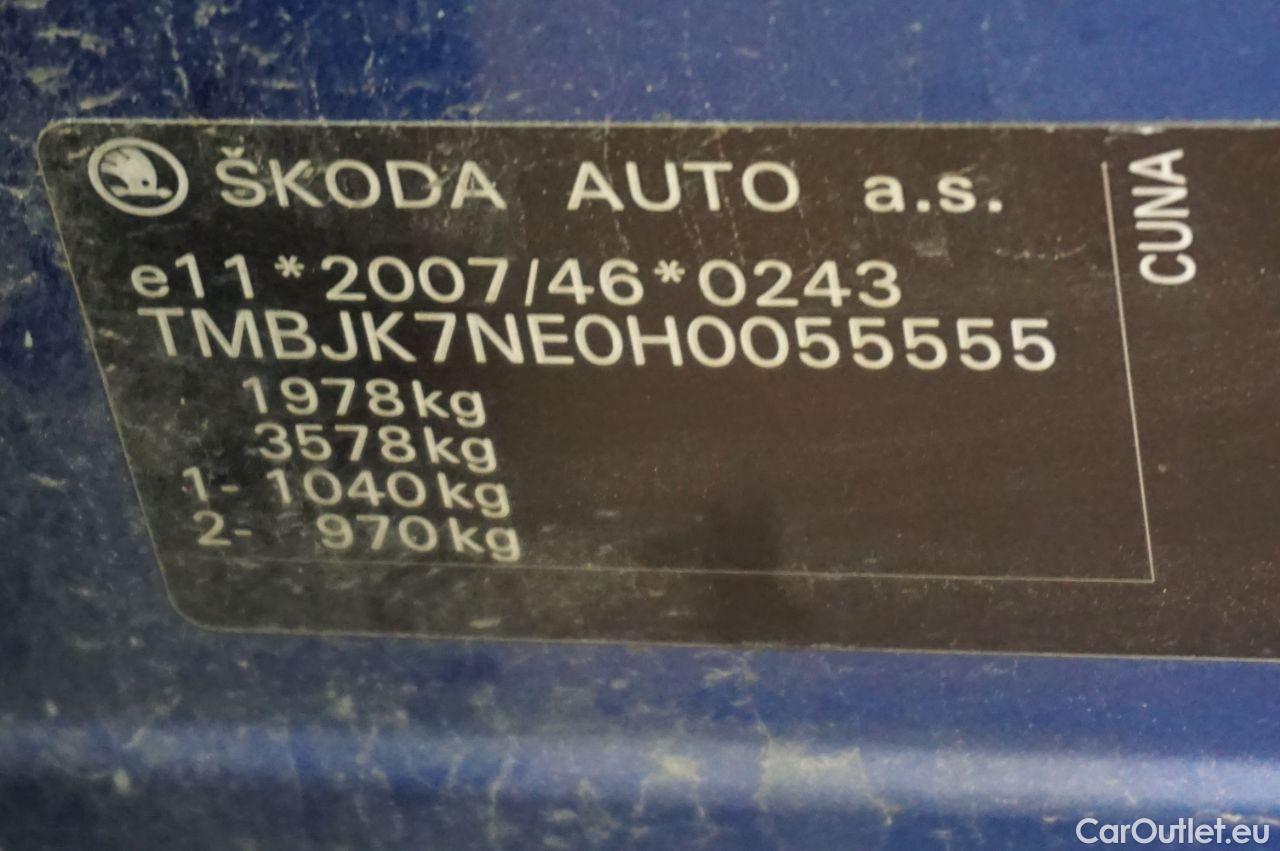 ŠKODA AUTO a.s.
e11*2007/46*0243
TMBJK7NE0H0055555
1978kg
3578kg
1- 1040kg
2- 970kg
CUNA
CarOutlet.eu